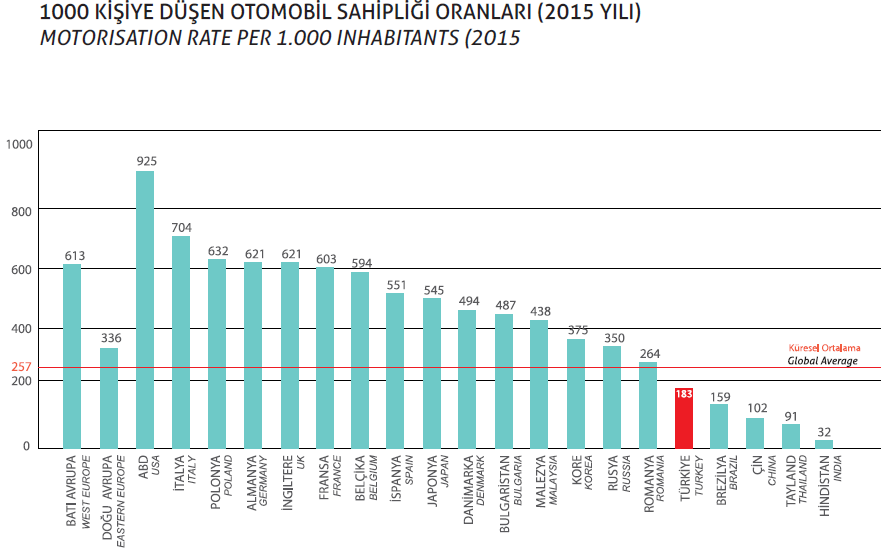 1000 KİŞİYE DÜŞEN OTOMOBİL SAHİPLİĞİ ORANLARI (2015 YILI)
MOTORISATION RATE PER 1.000 INHABITANTS (2015
1000
800
600
400
257
200
0
613
336
925
704
632
621
621
603
594
551
545
494
487
438
375
350
264
183
159
102
91
32
Küresel Ortalama
Global Average
BATI AVRUPA
WEST EUROPE
DOĞU AVRUPA
EASTERN EUROPE
ABD
USA
İTALYA
ITALY
POLONYA
POLAND
ALMANYA
GERMANY
İNGİLTERE
UK
FRANSA
FRANCE
BELÇİKA
BELGIUM
İSPANYA
SPAIN
JAPONYA
JAPAN
DANİMARKA
DENMARK
BULGARİSTAN
BULGARIA
MALEZYA
MALAYSIA
KORE
KOREA
RUSYA
RUSSIA
ROMANYA
ROMANIA
TÜRKİYE
TURKEY
BREZİLYA
BRAZIL
ÇİN
CHINA
TAYLAND
THAILAND
HİNDİSTAN
INDIA